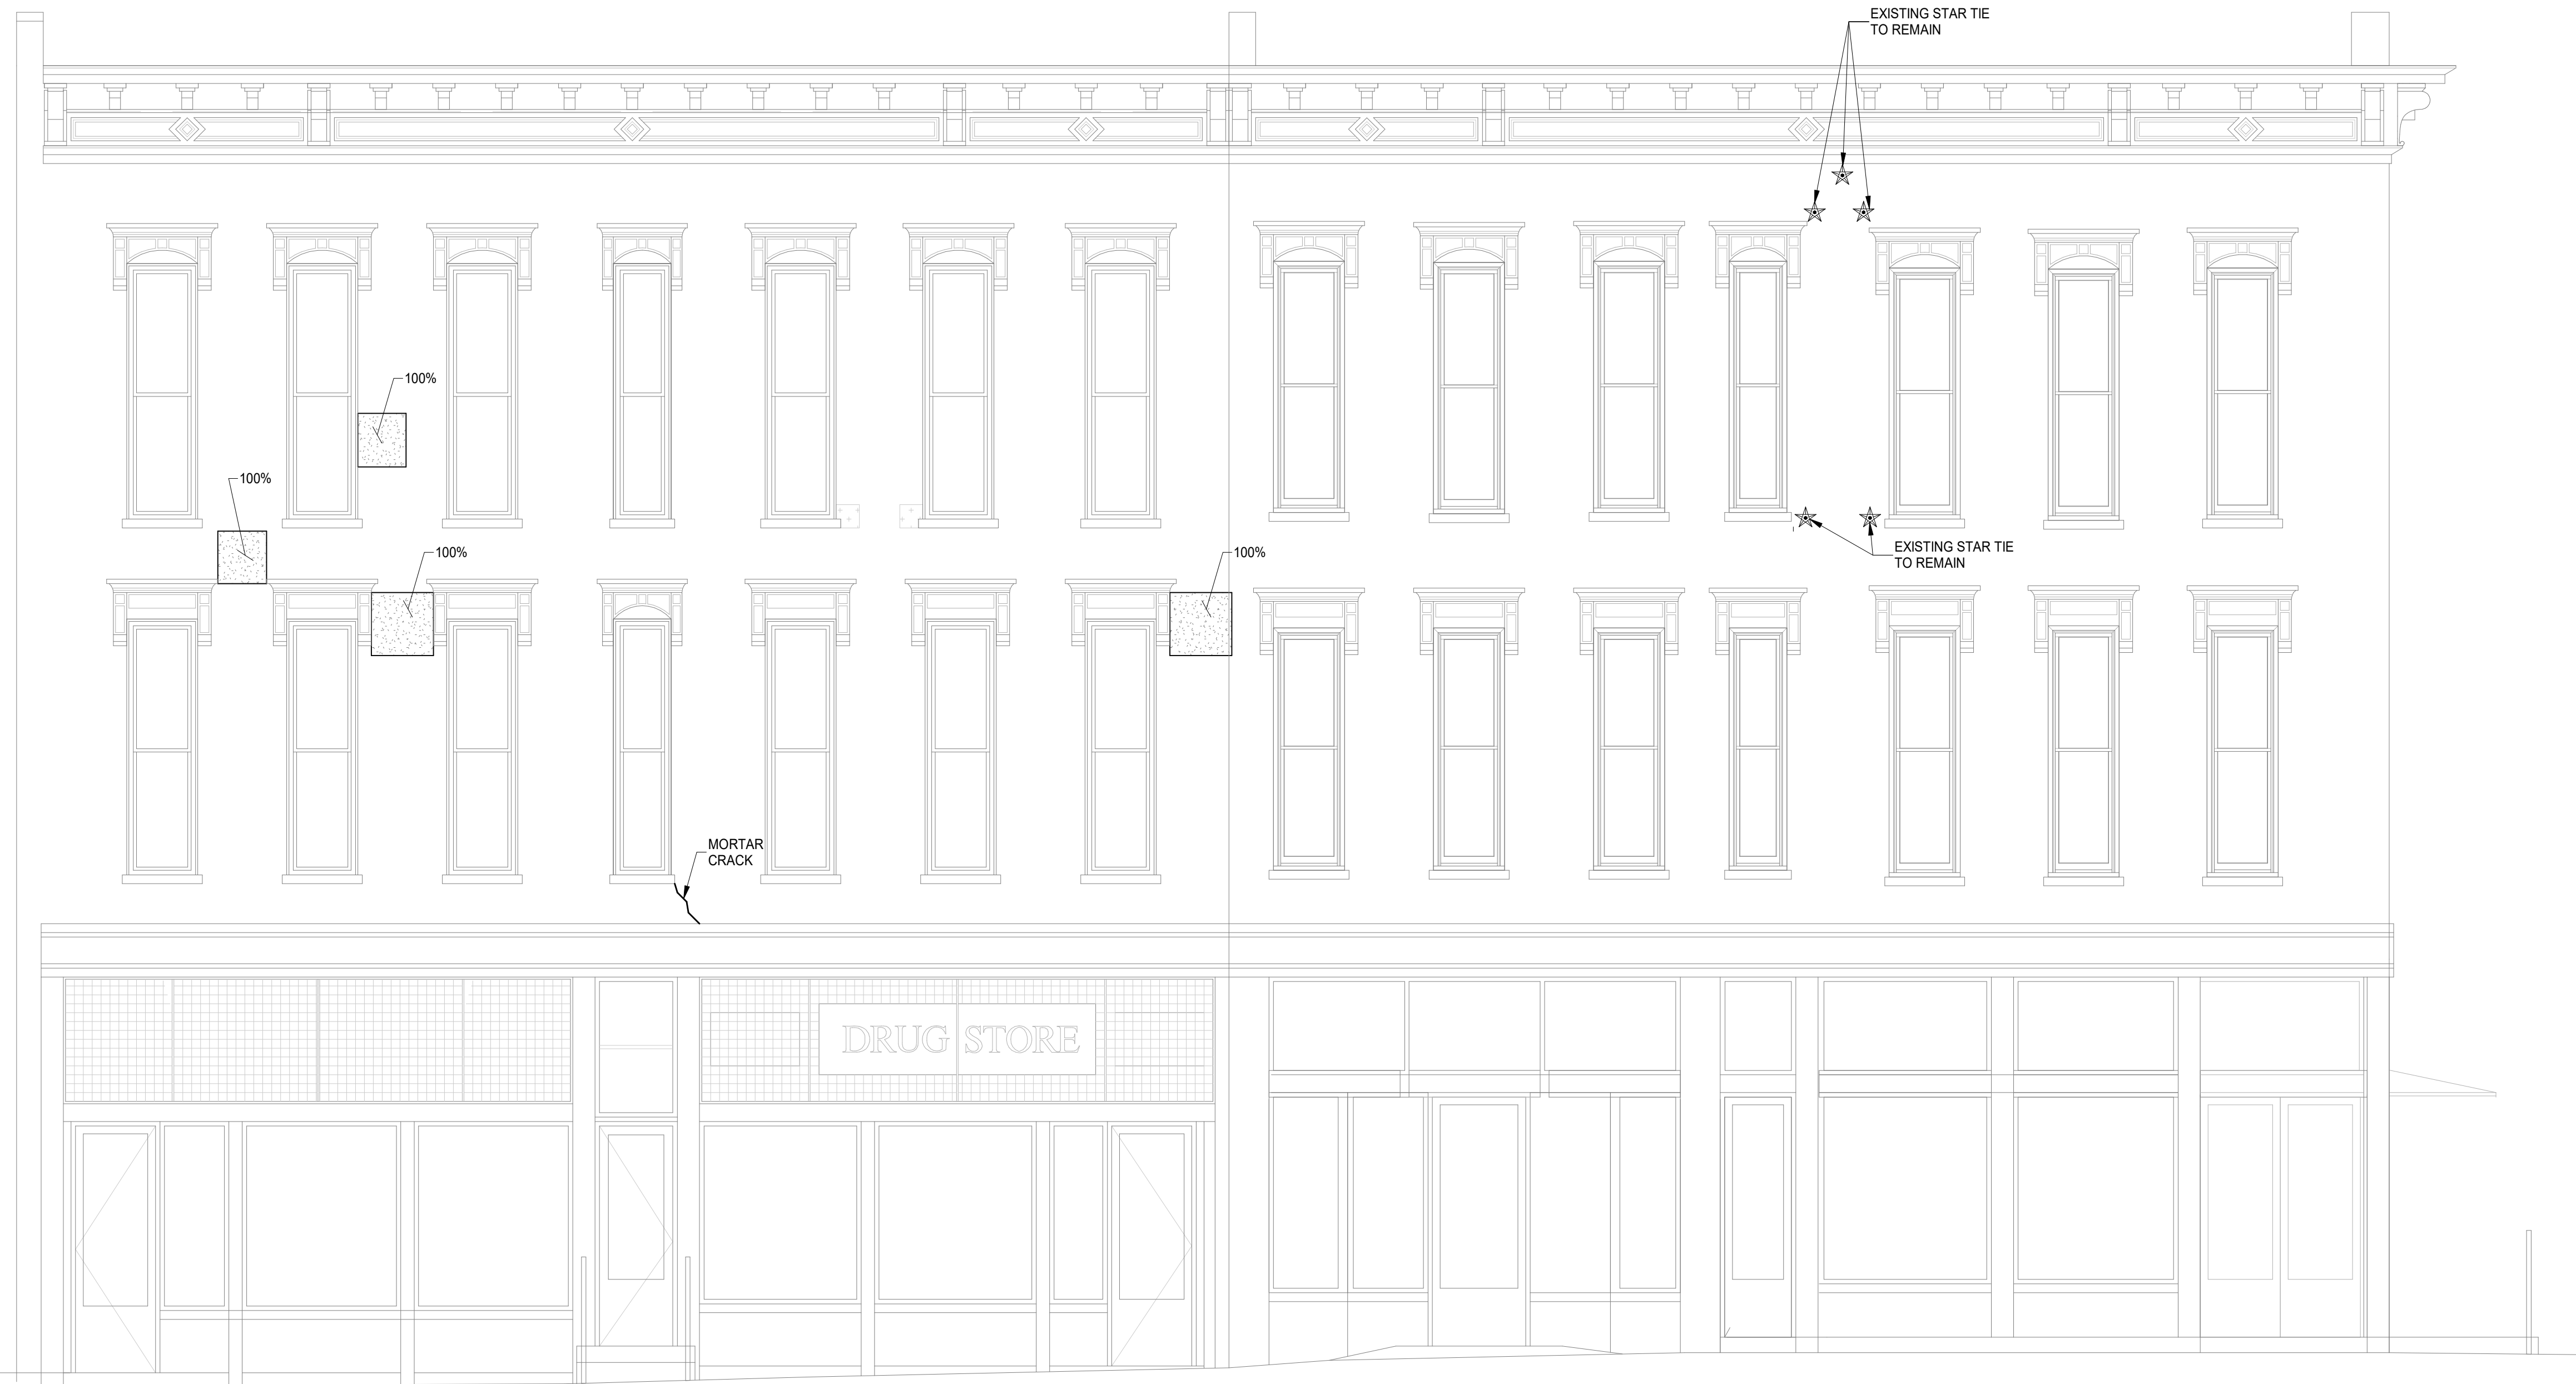 EXISTING STAR TIE
TO REMAIN
100%
100%
100%
100%
EXISTING STAR TIE
TO REMAIN
MORTAR
CRACK
DRUG STORE